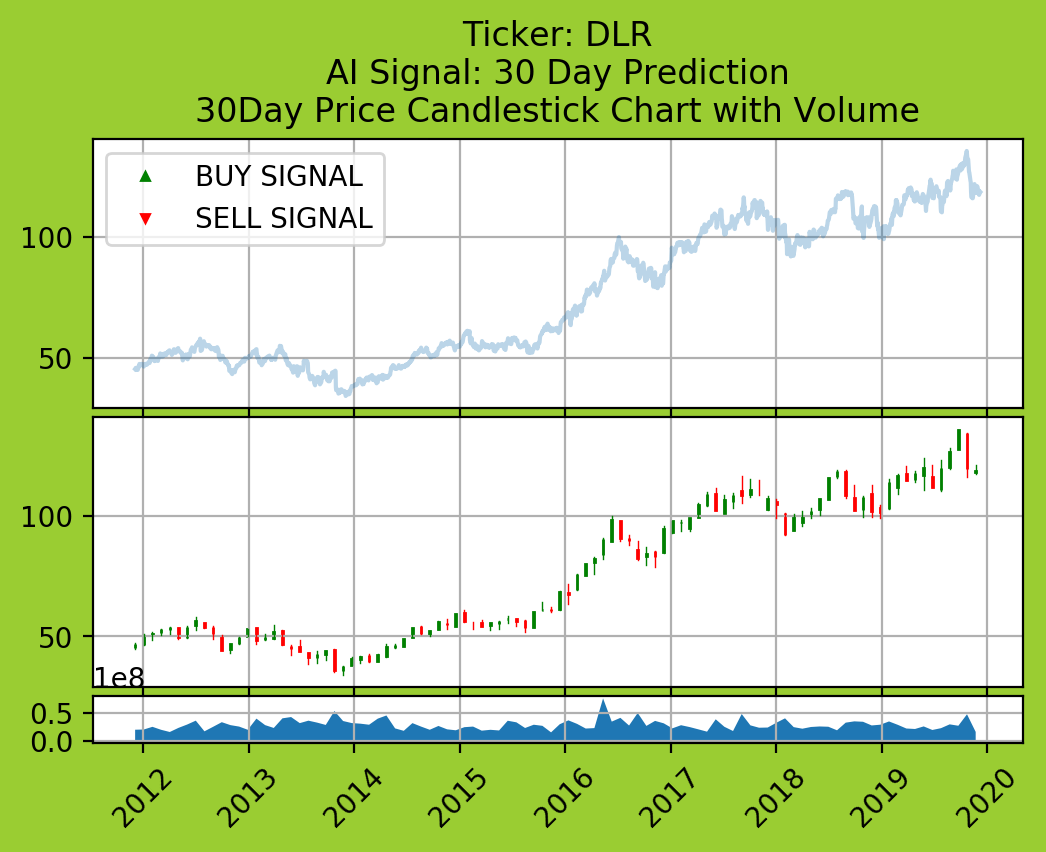 Ticker: DLR
AI Signal: 30 Day Prediction
30Day Price Candlestick Chart with Volume
BUY SIGNAL
SELL SIGNAL
100
50
100
50
1e8
0.5
0.0
2012 2013 2014 2015 2016 2017 2018 2019 2020